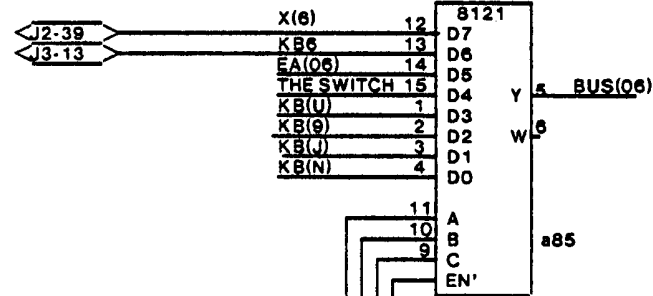 8121
X(6) 12 D7
J2-39
KB6 13 D6
J3-13
EA(06) 14 D5
THE SWITCH 15 D4 Y 5 BUS(06)
KB(U) 1 D3
KB(9) 2 D2 W 6
KB(J) 3 D1
KB(N) 4 D0
11 A
10 B a85
9 C
EN'